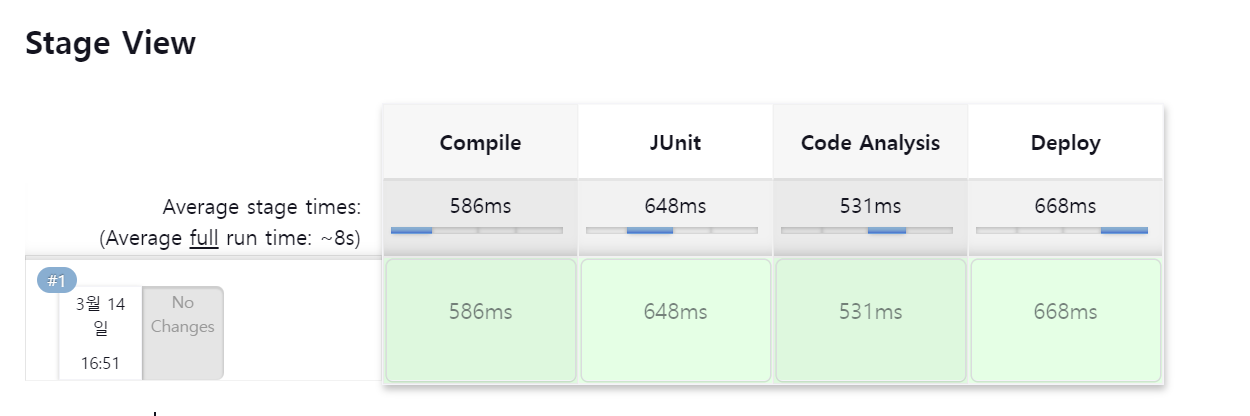 Stage View
Compile JUnit Code Analysis Deploy
Average stage times: 586ms 648ms 531ms 668ms
(Average full run time: ~8s)
#1
3월 14 No
일 Changes
586ms 648ms 531ms 668ms
16:51